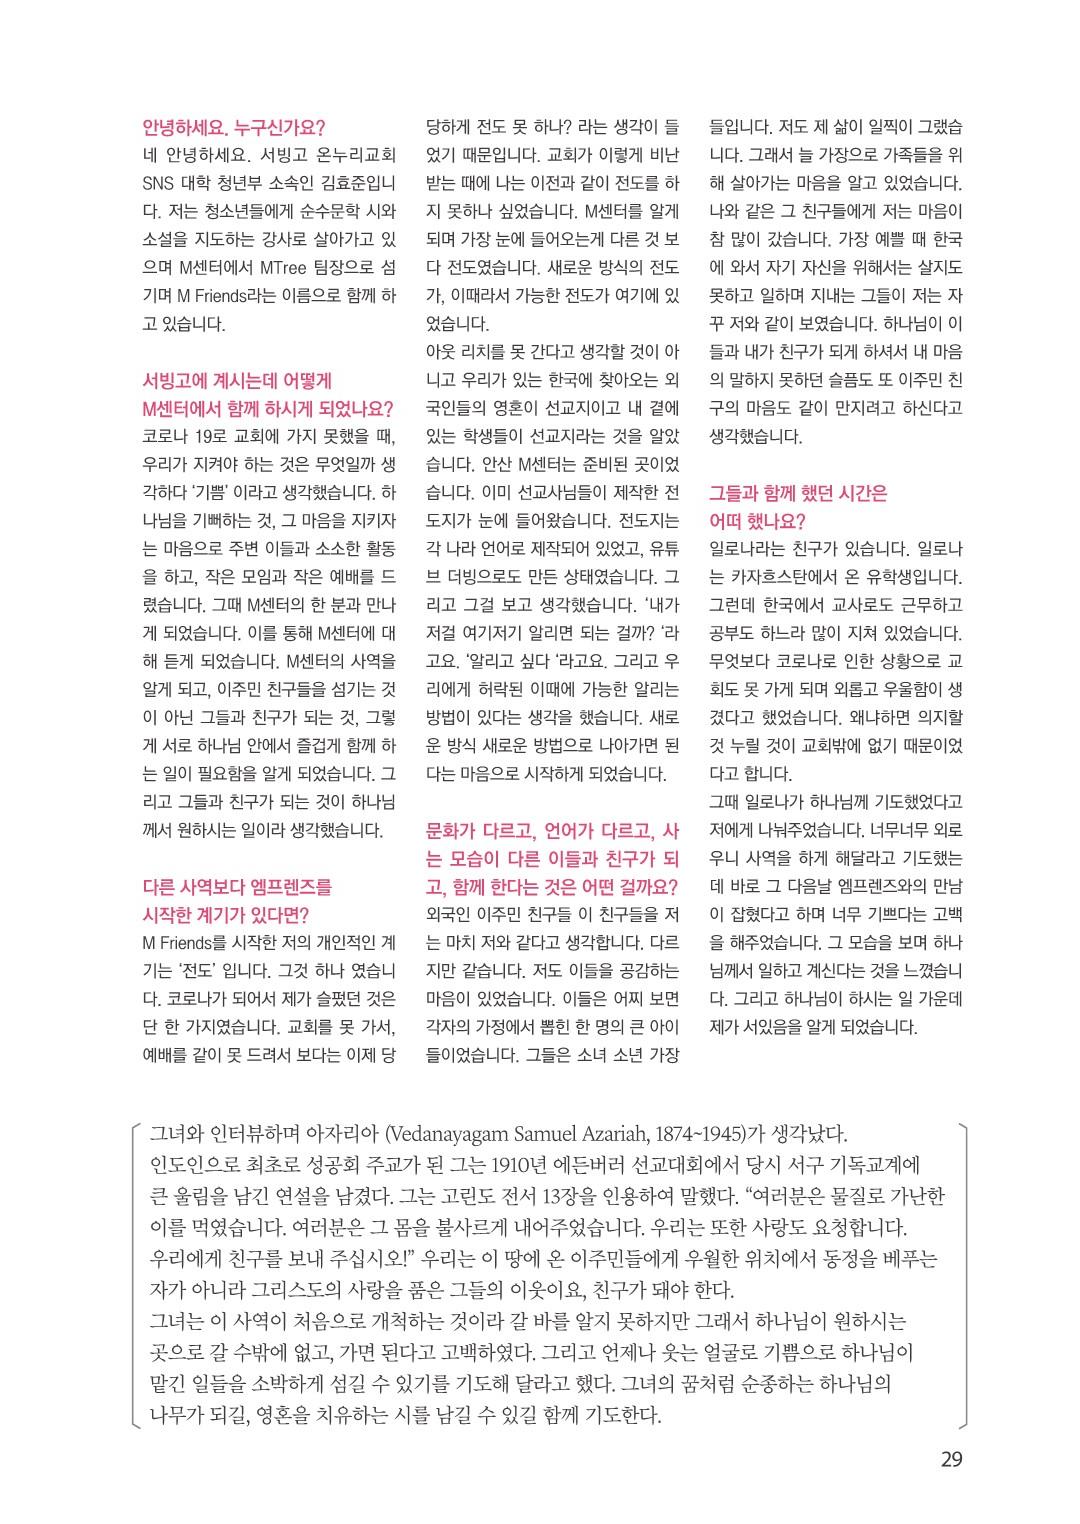 안녕하세요. 누구신가요?
네 안녕하세요. 서빙고 온누리교회
SNS 대학 청년부 소속인 김효준입니
다. 저는 청소년들에게 순수문학 시와
소설을 지도하는 강사로 살아가고 있
으며 M센터에서 MTree 팀장으로 섬
기며 M Friends라는 이름으로 함께 하
고 있습니다.
서빙고에 계시는데 어떻게
M센터에서 함께 하시게 되었나요?
코로나 19로 교회에 가지 못했을 때,
우리가 지켜야 하는 것은 무엇일까 생
각하다 ‘기쁨’ 이라고 생각했습니다. 하
나님을 기뻐하는 것, 그 마음을 지키자
는 마음으로 주변 이들과 소소한 활동
을 하고, 작은 모임과 작은 예배를 드
렸습니다. 그때 M센터의 한 분과 만나
게 되었습니다. 이를 통해 M센터에 대
해 듣게 되었습니다. M센터의 사역을
알게 되고, 이주민 친구들을 섬기는 것
이 아닌 그들과 친구가 되는 것, 그렇
게 서로 하나님 안에서 즐겁게 함께 하
는 일이 필요함을 알게 되었습니다. 그
리고 그들과 친구가 되는 것이 하나님
께서 원하시는 일이라 생각했습니다.
다른 사역보다 엠프렌즈를
시작한 계기가 있다면?
M Friends를 시작한 저의 개인적인 계
기는 ‘전도’ 입니다. 그것 하나 였습니
다. 코로나가 되어서 제가 슬펐던 것은
단 한 가지였습니다. 교회를 못 가서,
예배를 같이 못 드려서 보다는 이제 당
당하게 전도 못 하나? 라는 생각이 들
었기 때문입니다. 교회가 이렇게 비난
받는 때에 나는 이전과 같이 전도를 하
지 못하나 싶었습니다. M센터를 알게
되며 가장 눈에 들어오는게 다른 것 보
다 전도였습니다. 새로운 방식의 전도
가, 이때라서 가능한 전도가 여기에 있
었습니다.
아웃 리치를 못 간다고 생각할 것이 아
니고 우리가 있는 한국에 찾아오는 외
국인들의 영혼이 선교지이고 내 곁에
있는 학생들이 선교지라는 것을 알았
습니다. 안산 M센터는 준비된 곳이었
습니다. 이미 선교사님들이 제작한 전
도지가 눈에 들어왔습니다. 전도지는
각 나라 언어로 제작되어 있었고, 유튜
브 더빙으로도 만든 상태였습니다. 그
리고 그걸 보고 생각했습니다. ‘내가
저걸 여기저기 알리면 되는 걸까? ‘라
고요. ‘알리고 싶다 ‘라고요. 그리고 우
리에게 허락된 이때에 가능한 알리는
방법이 있다는 생각을 했습니다. 새로
운 방식 새로운 방법으로 나아가면 된
다는 마음으로 시작하게 되었습니다.
문화가 다르고, 언어가 다르고, 사
는 모습이 다른 이들과 친구가 되
고, 함께 한다는 것은 어떤 걸까요?
외국인 이주민 친구들 이 친구들을 저
는 마치 저와 같다고 생각합니다. 다르
지만 같습니다. 저도 이들을 공감하는
마음이 있었습니다. 이들은 어찌 보면
각자의 가정에서 뽑힌 한 명의 큰 아이
들이었습니다. 그들은 소녀 소년 가장
들입니다. 저도 제 삶이 일찍이 그랬습
니다. 그래서 늘 가장으로 가족들을 위
해 살아가는 마음을 알고 있었습니다.
나와 같은 그 친구들에게 저는 마음이
참 많이 갔습니다. 가장 예쁠 때 한국
에 와서 자기 자신을 위해서는 살지도
못하고 일하며 지내는 그들이 저는 자
꾸 저와 같이 보였습니다. 하나님이 이
들과 내가 친구가 되게 하셔서 내 마음
의 말하지 못하던 슬픔도 또 이주민 친
구의 마음도 같이 만지려고 하신다고
생각했습니다.
그들과 함께 했던 시간은
어떠 했나요?
일로나라는 친구가 있습니다. 일로나
는 카자흐스탄에서 온 유학생입니다.
그런데 한국에서 교사로도 근무하고
공부도 하느라 많이 지쳐 있었습니다.
무엇보다 코로나로 인한 상황으로 교
회도 못 가게 되며 외롭고 우울함이 생
겼다고 했었습니다. 왜냐하면 의지할
것 누릴 것이 교회밖에 없기 때문이었
다고 합니다.
그때 일로나가 하나님께 기도했었다고
저에게 나눠주었습니다. 너무너무 외로
우니 사역을 하게 해달라고 기도했는
데 바로 그 다음날 엠프렌즈와의 만남
이 잡혔다고 하며 너무 기쁘다는 고백
을 해주었습니다. 그 모습을 보며 하나
님께서 일하고 계신다는 것을 느꼈습니
다. 그리고 하나님이 하시는 일 가운데
제가 서있음을 알게 되었습니다.
그녀와 인터뷰하며 아자리아 (Vedanayagam Samuel Azariah, 1874~1945)가 생각났다.
인도인으로 최초로 성공회 주교가 된 그는 1910년 에든버러 선교대회에서 당시 서구 기독교계에
큰 울림을 남긴 연설을 남겼다. 그는 고린도 전서 13장을 인용하여 말했다. “여러분은 물질로 가난한
이를 먹였습니다. 여러분은 그 몸을 불사르게 내어주었습니다. 우리는 또한 사랑도 요청합니다.
우리에게 친구를 보내 주십시오!” 우리는 이 땅에 온 이주민들에게 우월한 위치에서 동정을 베푸는
자가 아니라 그리스도의 사랑을 품은 그들의 이웃이요, 친구가 돼야 한다.
그녀는 이 사역이 처음으로 개척하는 것이라 갈 바를 알지 못하지만 그래서 하나님이 원하시는
곳으로 갈 수밖에 없고, 가면 된다고 고백하였다. 그리고 언제나 웃는 얼굴로 기쁨으로 하나님이
맡긴 일들을 소박하게 섬길 수 있기를 기도해 달라고 했다. 그녀의 꿈처럼 순종하는 하나님의
나무가 되길, 영혼을 치유하는 시를 남길 수 있길 함께 기도한다.
29